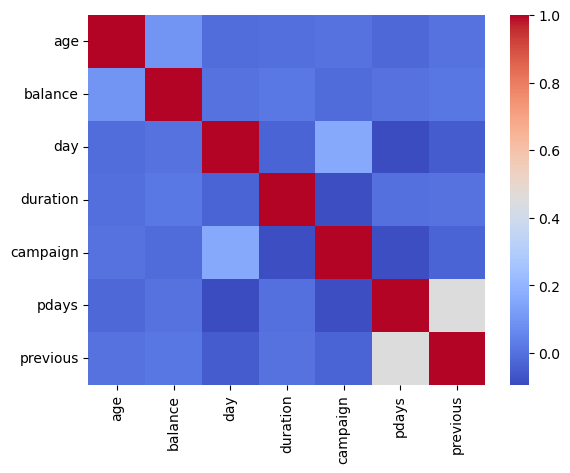 age
balance
day
duration
campaign
pdays
previous
age
balance
day
duration
campaign
pdays
previous
1.0
0.8
0.6
0.4
0.2
0.0